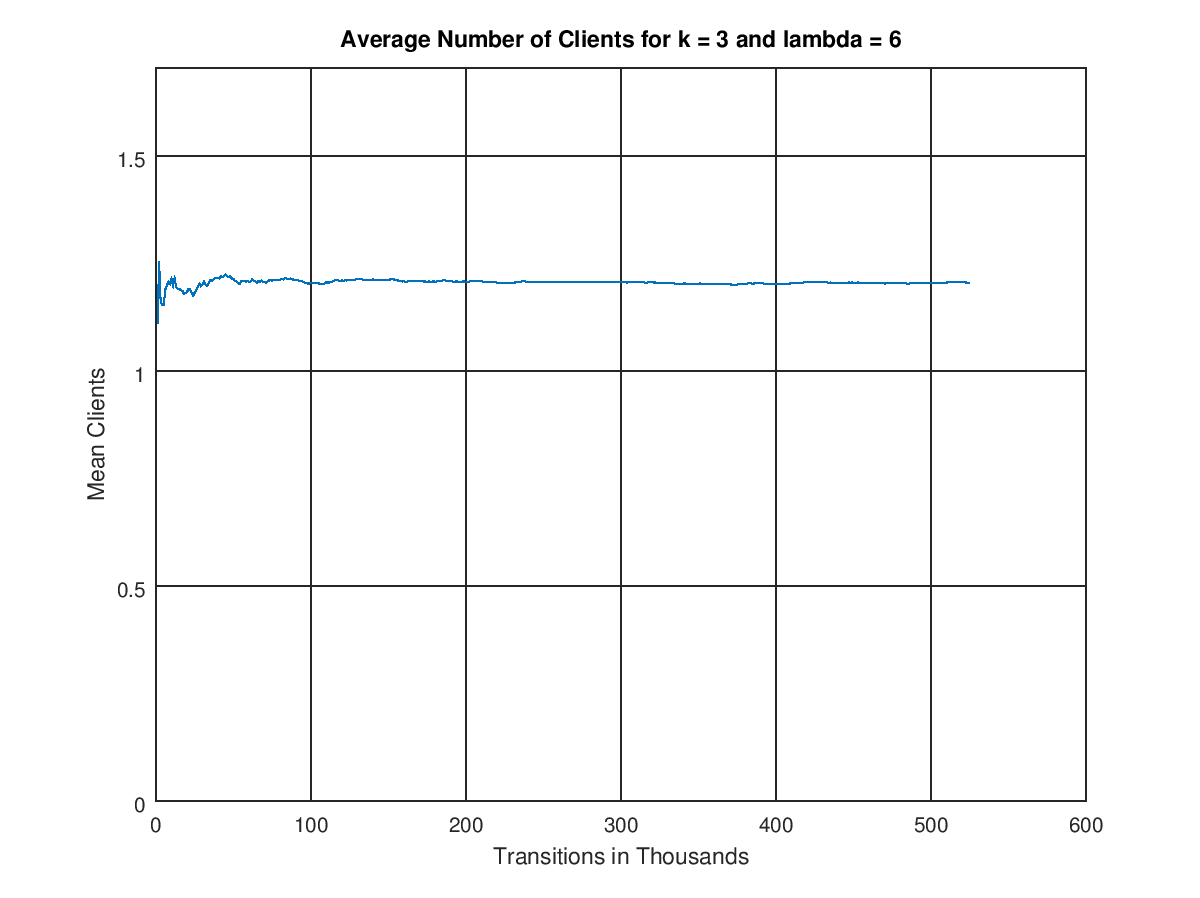 Average Number of Clients for k = 3 and lambda = 6
1.5
1
0.5
0
Mean Clients
0 100 200 300 400 500 600
Transitions in Thousands